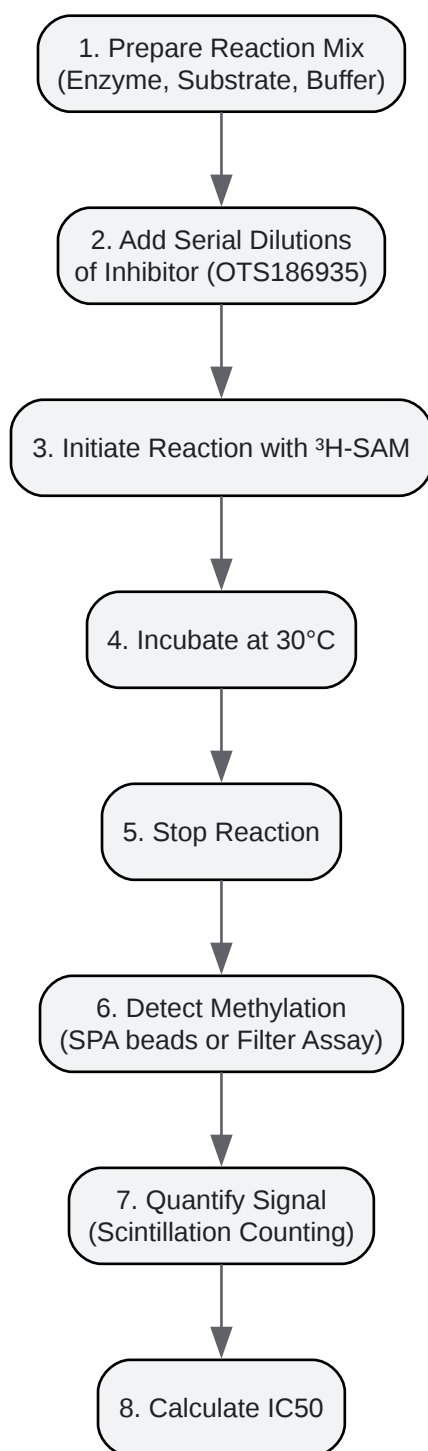 1. Prepare Reaction Mix
(Enzyme, Substrate, Buffer)
2. Add Serial Dilutions
of Inhibitor (OTS186935)
3. Initiate Reaction with ³H-SAM
4. Incubate at 30°C
5. Stop Reaction
6. Detect Methylation
(SPA beads or Filter Assay)
7. Quantify Signal
(Scintillation Counting)
8. Calculate IC50